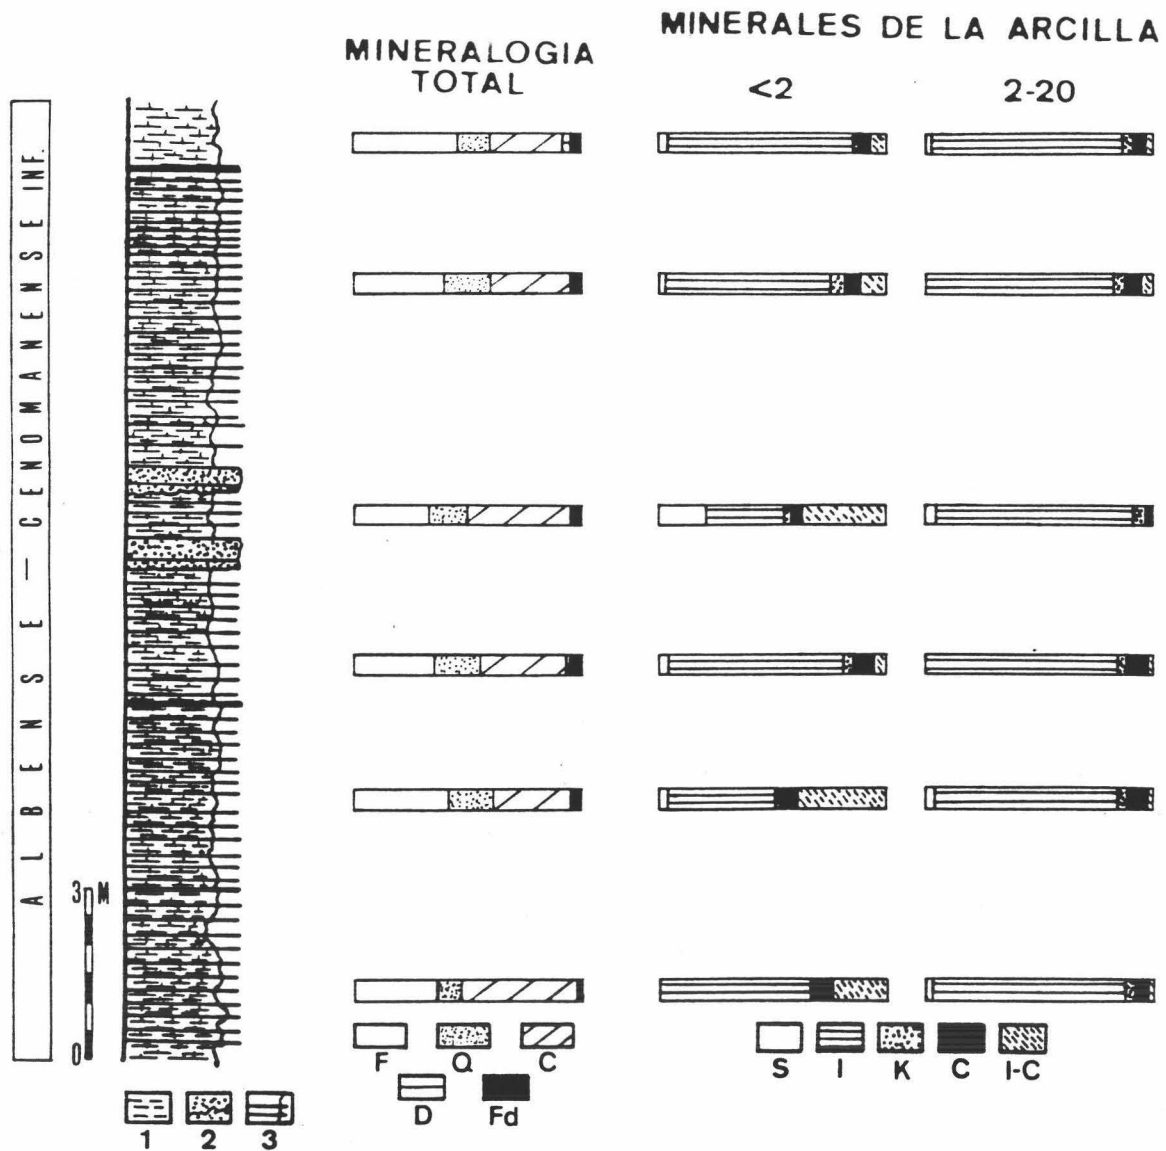 MINERALOGIA
TOTAL
MINERALES DE LA ARCILLA
<2
2-20
ALBENSE — CENOMANENSE INF.
3 M
0
F
Q
C
D
Fd
S
I
K
C
I-C
1
2
3